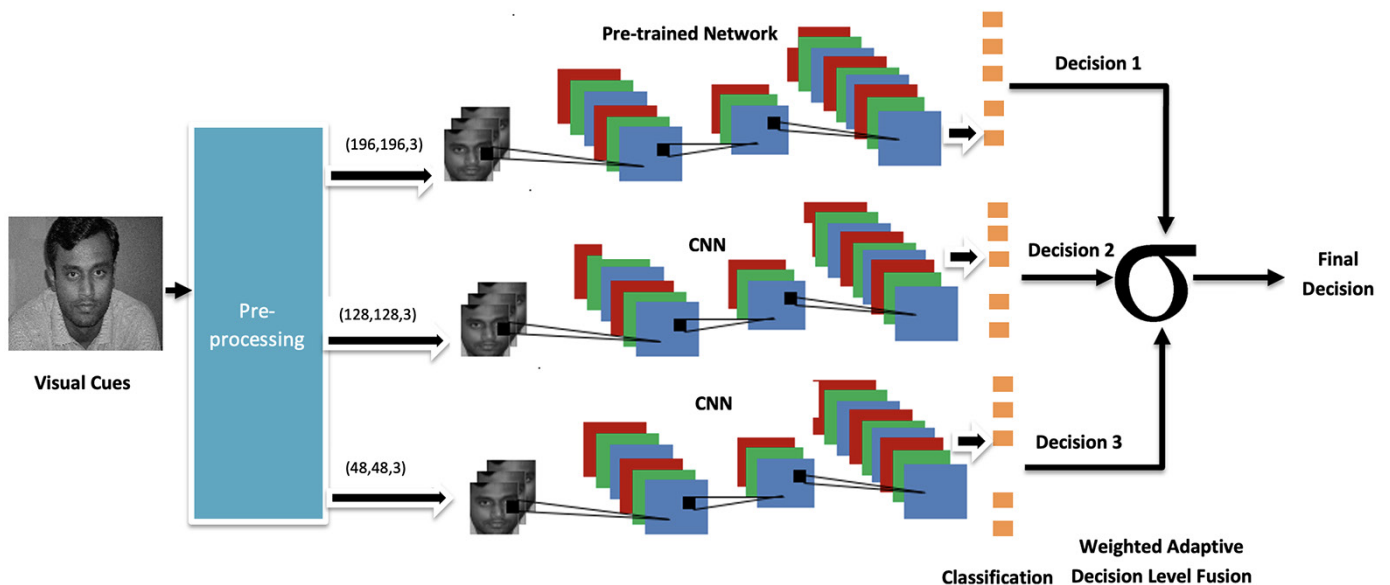 Pre-trained Network
Decision 1
(196,196,3)
Visual Cues
Pre-
processing
(128,128,3)
CNN
Decision 2
Final
Decision
(48,48,3)
CNN
Decision 3
Classification
Weighted Adaptive
Decision Level Fusion